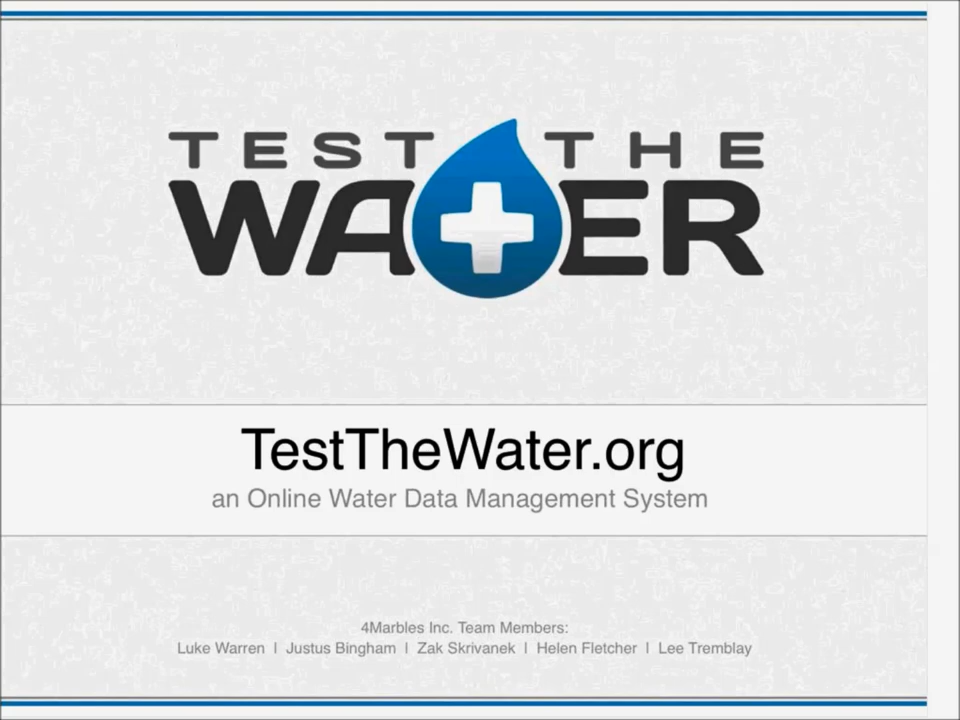 TEST THE
WATER
TestTheWater.org
an Online Water Data Management System
4Marbles Inc. Team Members:
Luke Warren | Justus Bingham | Zak Skrivanek | Helen Fletcher | Lee Tremblay